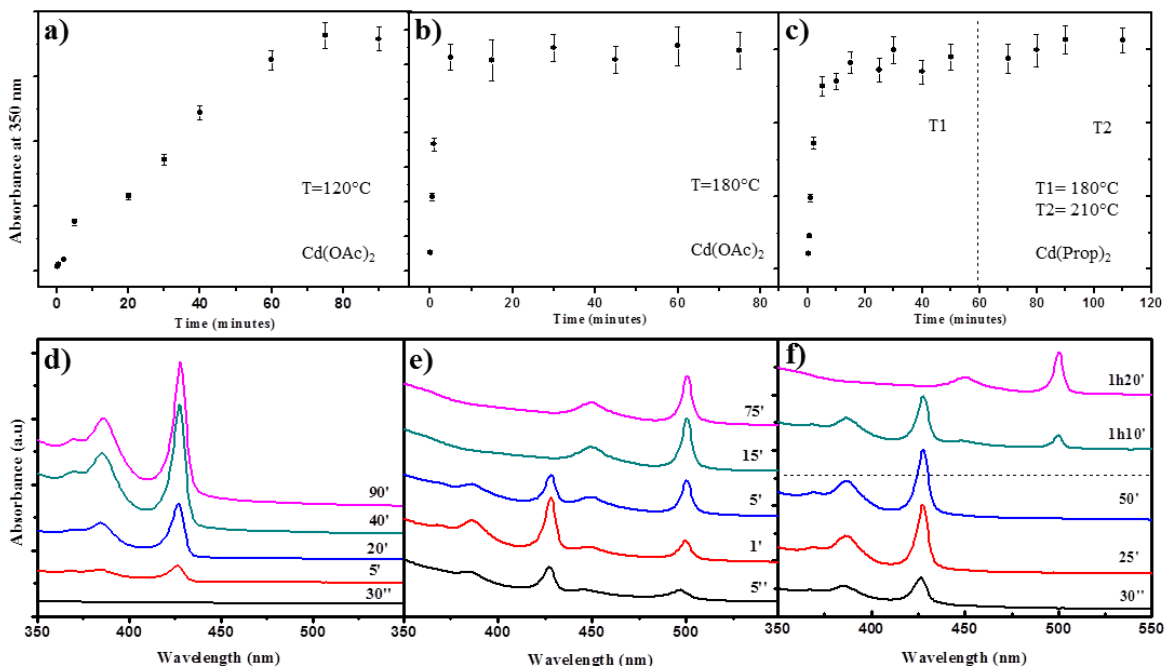 a)
T=120°C
Cd(OAc)2
Absorbance at 350 nm
0 20 40 60 80
Time (minutes)
b)
T=180°C
Cd(OAc)2
0 15 30 45 60 75
Time (minutes)
c)
T1 T2
T1= 180°C
T2= 210°C
Cd(Prop)2
0 20 40 60 80 100 120
Time (minutes)
d)
90'
40'
20'
5'
30''
Absorbance (a.u)
350 400 450 500
Wavelength (nm)
e)
75'
15'
5'
1'
5''
350 400 450 500
Wavelength (nm)
f)
1h20'
1h10'
50'
25'
30''
350 400 450 500 550
Wavelength (nm)